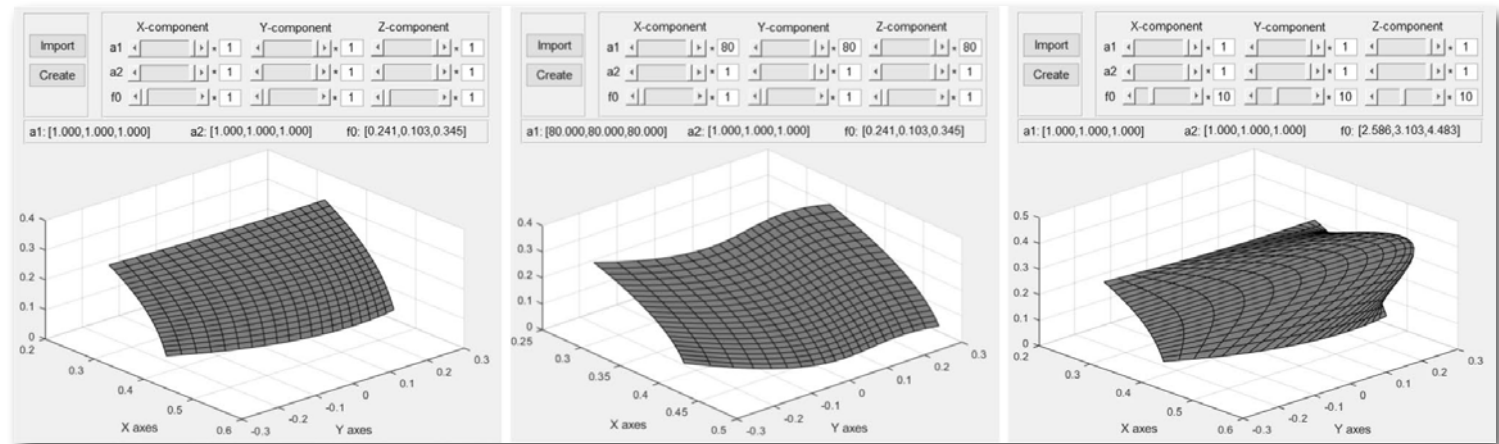 X-component Y-component Z-component
Import
a1 * 1 * 1 * 1
Create
a2 * 1 * 1 * 1
f0 * 1 * 1 * 1
a1: [1.000,1.000,1.000] a2: [1.000,1.000,1.000] f0: [0.241,0.103,0.345]
0.4
0.3
0.2
0.1
0
0.2
0.3
0.4
0.5
0.6
-0.3
-0.2
-0.1
0
0.1
0.2
0.3
X axes Y axes
X-component Y-component Z-component
Import
a1 * 80 * 80 * 80
Create
a2 * 1 * 1 * 1
f0 * 1 * 1 * 1
a1: [80.000,80.000,80.000] a2: [1.000,1.000,1.000] f0: [0.241,0.103,0.345]
0.4
0.3
0.2
0.1
0
0.25
0.3
0.35
0.4
0.45
0.5
-0.3
-0.2
-0.1
0
0.1
0.2
0.3
X axes Y axes
X-component Y-component Z-component
Import
a1 * 1 * 1 * 1
Create
a2 * 1 * 1 * 1
f0 * 10 * 10 * 10
a1: [1.000,1.000,1.000] a2: [1.000,1.000,1.000] f0: [2.586,3.103,4.483]
0.5
0.4
0.3
0.2
0.1
0
0.2
0.3
0.4
0.5
0.6
-0.3
-0.2
-0.1
0
0.1
0.2
0.3
X axes Y axes